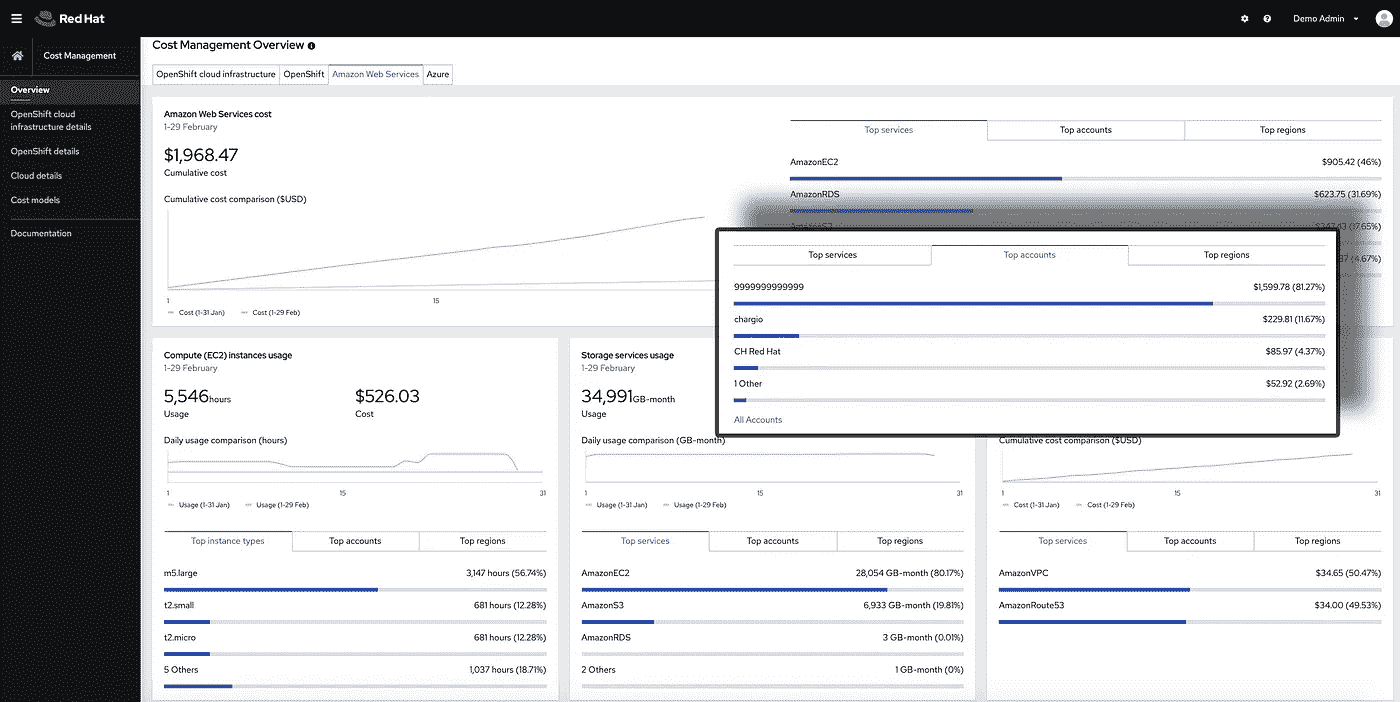 Red Hat
Demo Admin
Cost Management
Overview
OpenShift cloud
infrastructure details
OpenShift details
Cloud details
Cost models
Documentation
Cost Management Overview
OpenShift cloud infrastructure OpenShift Amazon Web Services Azure
Amazon Web Services cost
1-29 February
$1,968.47
Cumulative cost
Cumulative cost comparison ($USD)
1 15
Cost (1-31 Jan) Cost (1-29 Feb)
Top services Top accounts Top regions
AmazonEC2 $905.42 (46%)
AmazonRDS $623.75 (31.69%)
Top services Top accounts Top regions
9999999999999 $1,599.78 (81.27%)
chargio $229.81 (11.67%)
CH Red Hat $85.97 (4.37%)
1 Other $52.92 (2.69%)
All Accounts
Compute (EC2) instances usage
1-29 February
5,546hours $526.03
Usage Cost
Daily usage comparison (hours)
1 15 31
Usage (1-31 Jan) Usage (1-29 Feb)
Top instance types Top accounts Top regions
m5.large 3,147 hours (56.74%)
t2.small 681 hours (12.28%)
t2.micro 681 hours (12.28%)
5 Others 1,037 hours (18.71%)
Storage services usage
1-29 February
34,991GB-month
Usage
Daily usage comparison (GB-month)
1 15 31
Usage (1-31 Jan) Usage (1-29 Feb)
Top services Top accounts Top regions
AmazonEC2 28,054 GB-month (80.17%)
AmazonS3 6,933 GB-month (19.81%)
AmazonRDS 3 GB-month (0.01%)
2 Others 1 GB-month (0%)
Cumulative cost comparison ($USD)
1 15 31
Cost (1-31 Jan) Cost (1-29 Feb)
Top services Top accounts Top regions
AmazonVPC $34.65 (50.47%)
AmazonRoute53 $34.00 (49.53%)